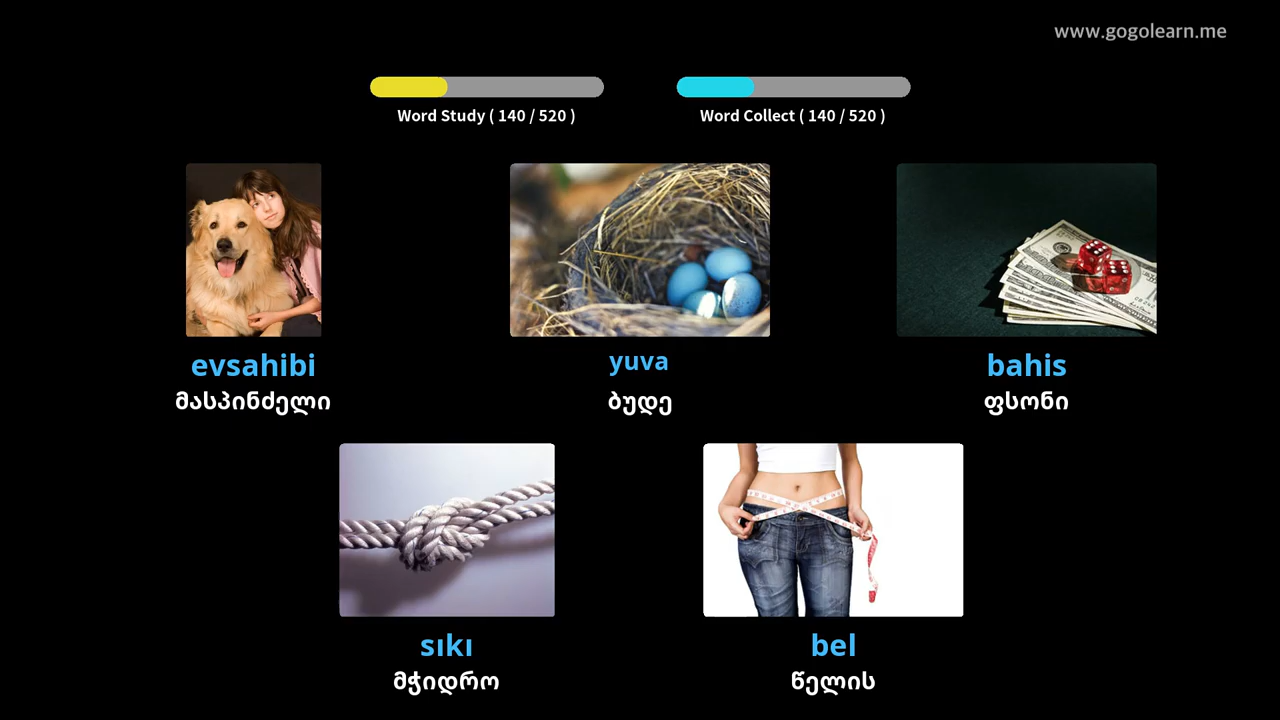 www.gogolearn.me
Word Study ( 140 / 520 )
Word Collect ( 140 / 520 )
evsahibi
მასპინძელი
yuva
ბუდე
bahis
ფსონი
sıkı
მჭიდრო
bel
წელის